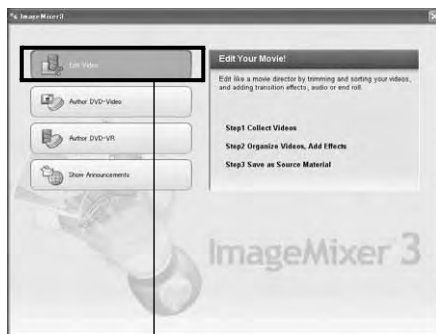 ImageMixer3
Edit Video
Author DVD-Video
Author DVD-VR
Show Announcements
Edit Your Movie!
Edit like a movie director by trimming and sorting your videos,
and adding transition effects, audio or end roll.
Step1 Collect Videos
Step2 Organize Videos, Add Effects
Step3 Save as Source Material
ImageMixer 3